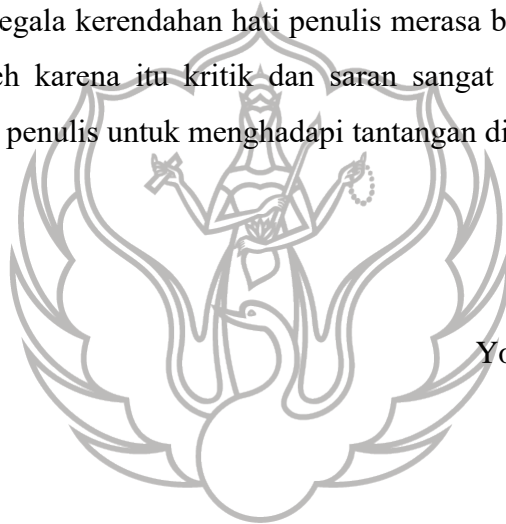 egala kerendahan hati penulis merasa b
eh karena itu kritik dan saran sangat
penulis untuk menghadapi tantangan di
Yo